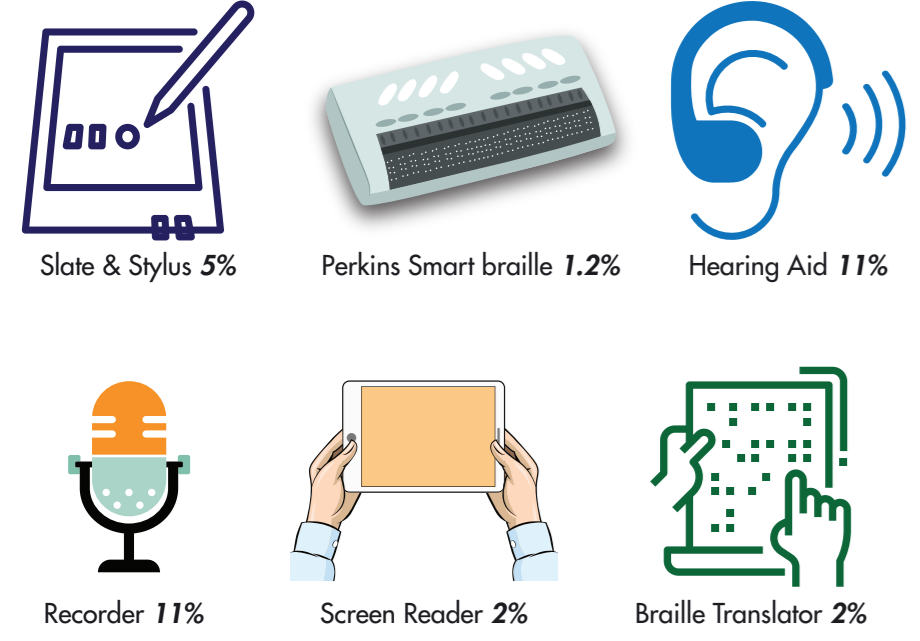 Slate & Stylus 5%
Perkins Smart braille 1.2%
Hearing Aid 11%
Recorder 11%
Screen Reader 2%
Braille Translator 2%